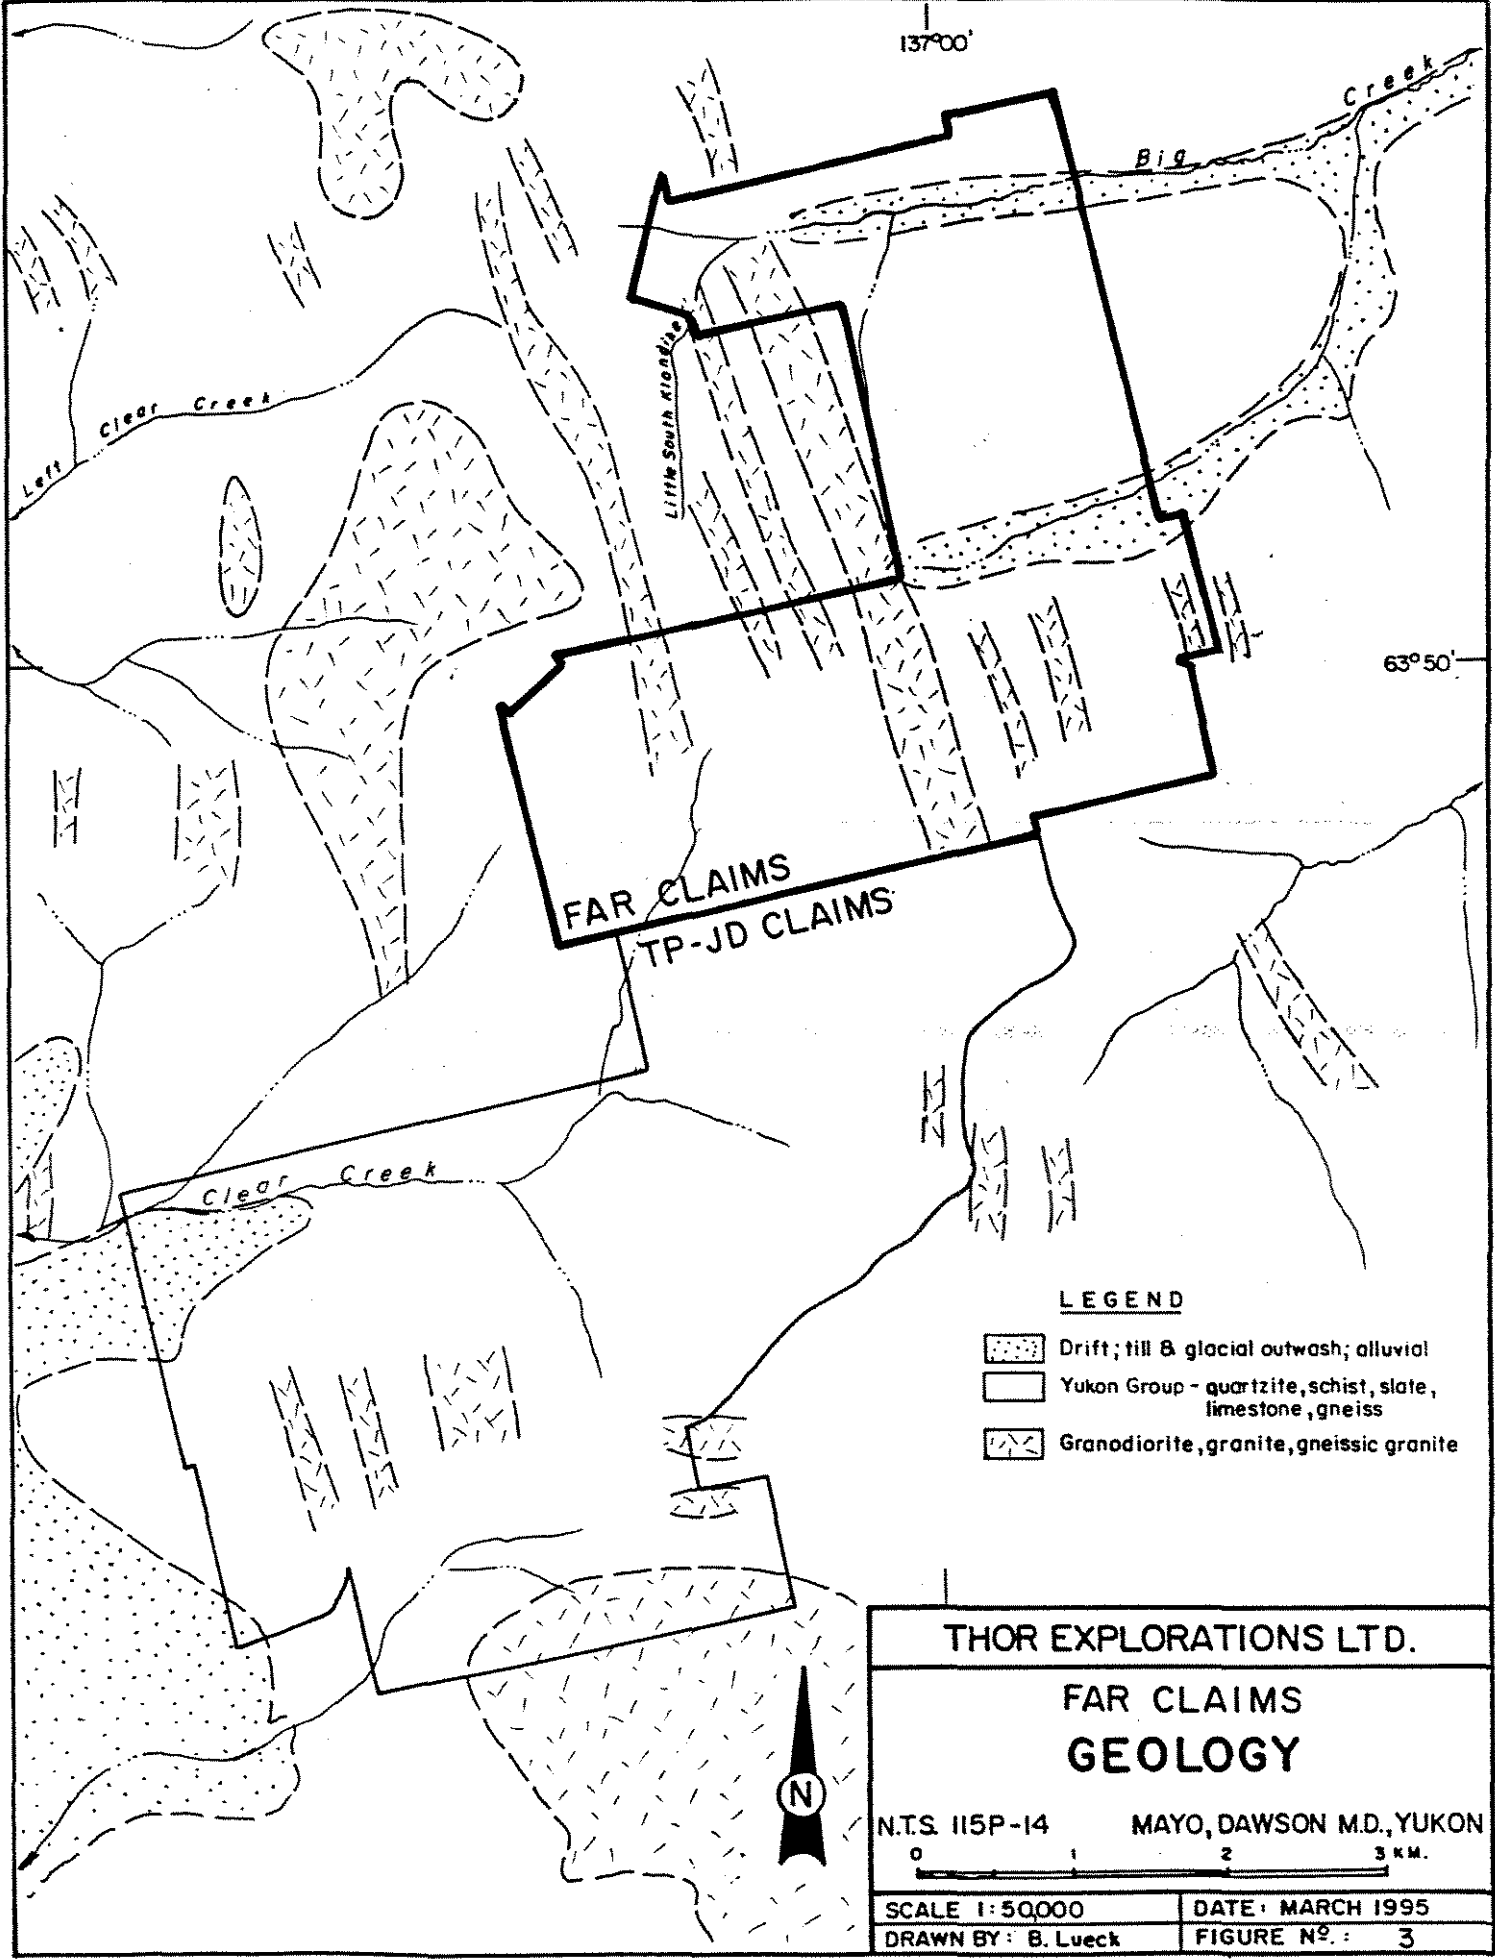 137°00'
Big Creek
Little South Klondike
Left Clear Creek
63°50'
FAR CLAIMS
TP-JD CLAIMS
Clear Creek
LEGEND
Drift; till & glacial outwash; alluvial
Yukon Group - quartzite, schist, slate,
limestone, gneiss
Granodiorite, granite, gneissic granite
N
THOR EXPLORATIONS LTD.
FAR CLAIMS
GEOLOGY
N.T.S. 115P-14 MAYO, DAWSON M.D., YUKON
0 1 2 3 KM.
SCALE 1:50,000 DATE: MARCH 1995
DRAWN BY: B. Lueck FIGURE Nº.: 3